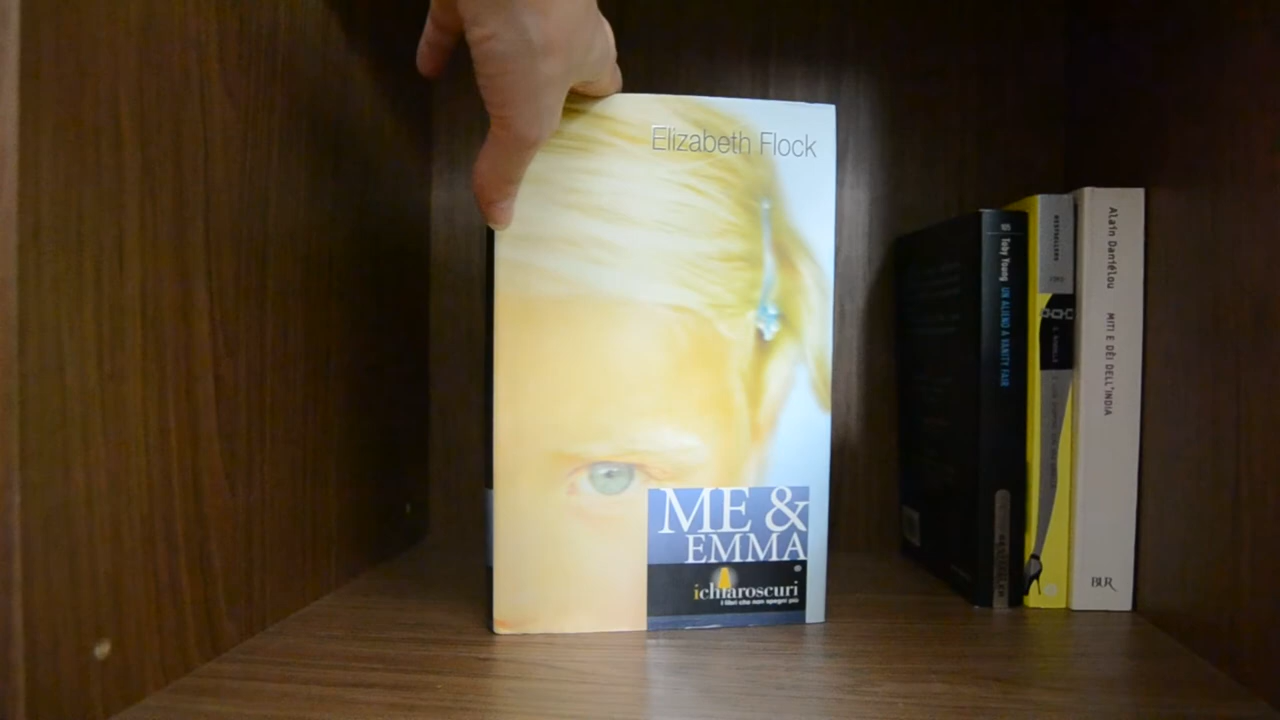 Elizabeth Flock
ME &
EMMA
ichiaroscuri
I libri che non spegni più
Toby Young UN ALIENO A VANITY FAIR
BESTSELLERS
Alain Daniélou MITI E DÈI DELL'INDIA
BUR